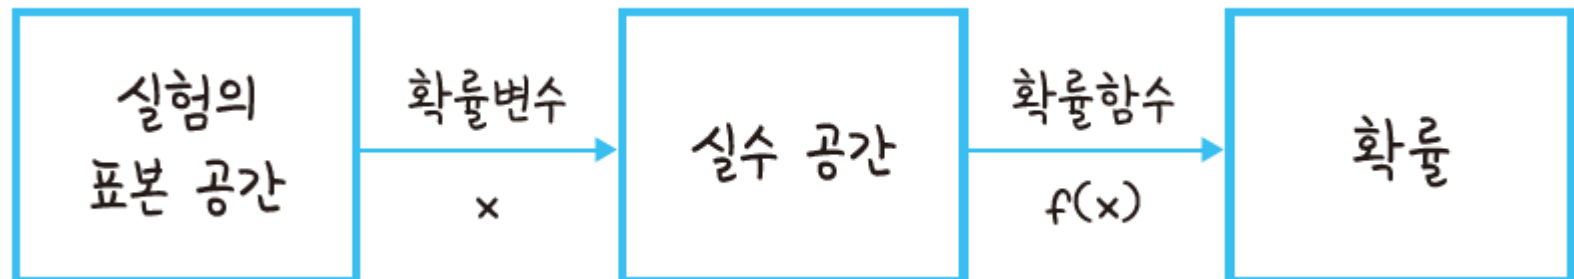 실험의
표본 공간
확률변수
x
실수 공간
확률함수
f(x)
확률